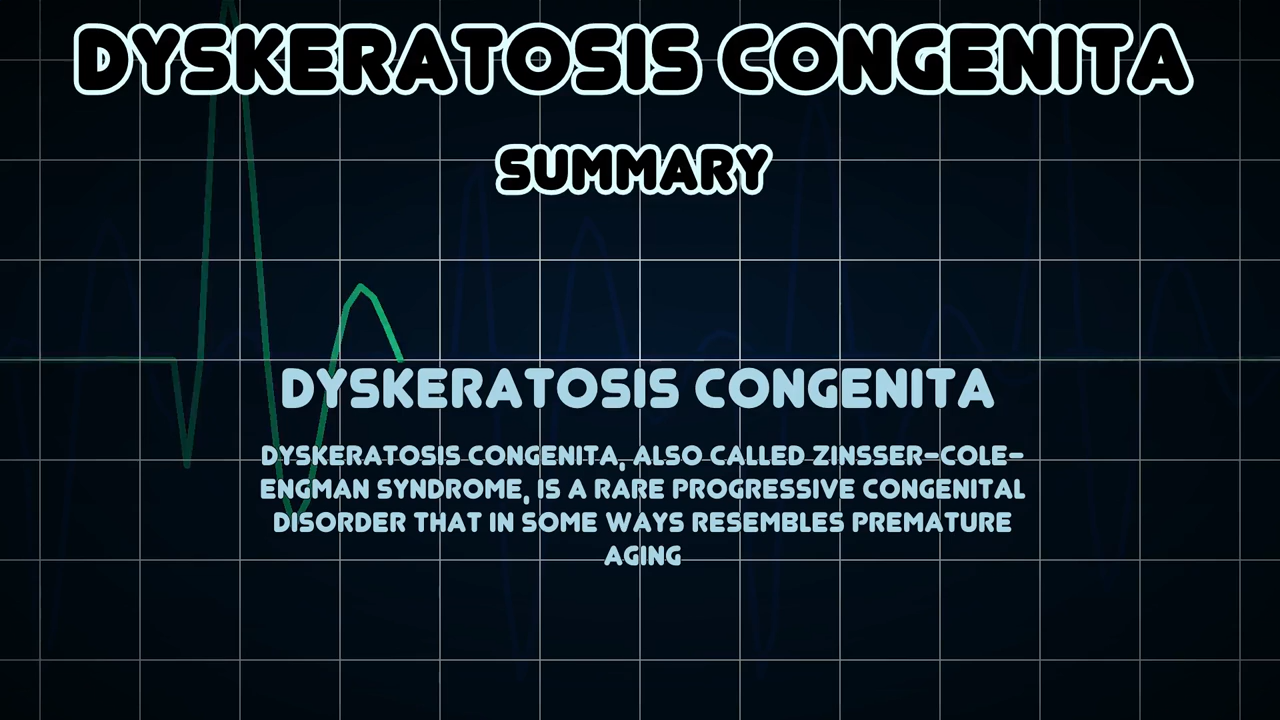 DYSKERATOSIS CONGENITA
SUMMARY
DYSKERATOSIS CONGENITA
DYSKERATOSIS CONGENITA, ALSO CALLED ZINSSER-COLE-
ENGMAN SYNDROME, IS A RARE PROGRESSIVE CONGENITAL
DISORDER THAT IN SOME WAYS RESEMBLES PREMATURE
AGING